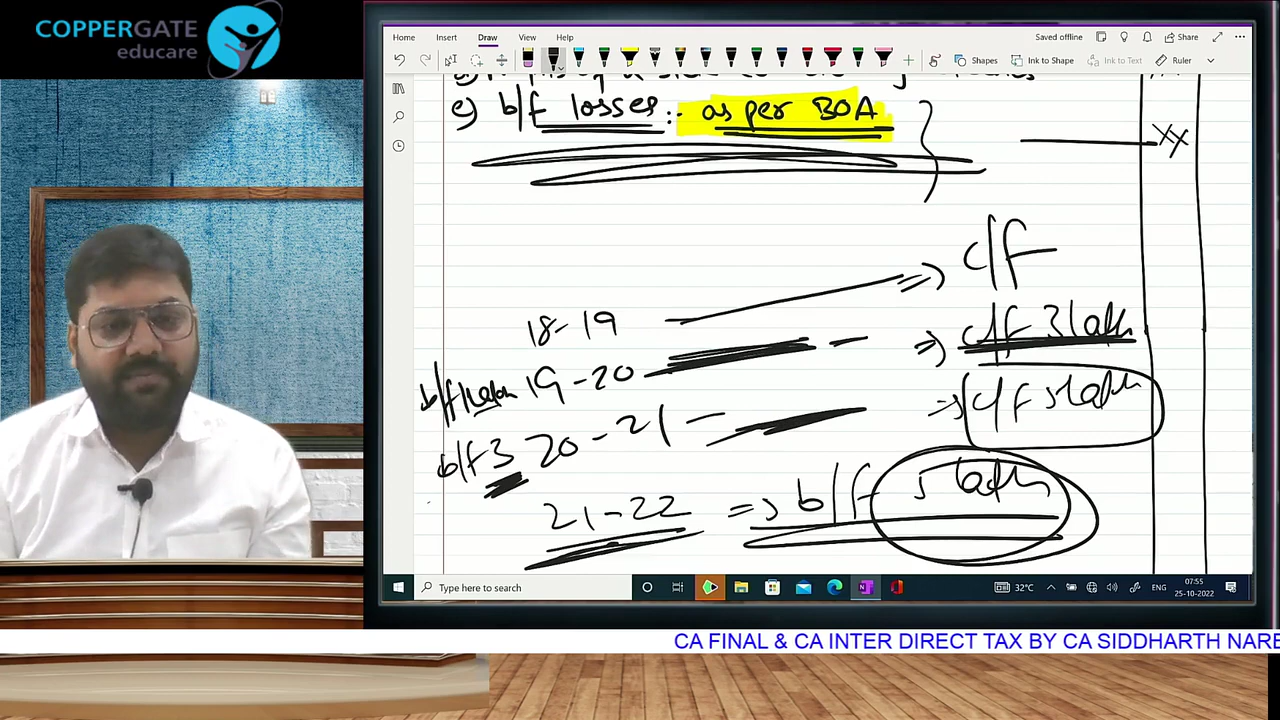 COPPERGATE
educare
Home Insert Draw View Help
Saved offline
Share
Shapes
Ink to Shape
Ink to Text
Ruler
e) b/f losses :- as per BOA
XX
c/f
18-19
c/f 3 lakh
19-20
c/f 5 lakh
b/f 3 20-21
21-22 => b/f 5 lakh
Type here to search
32°C
ENG
07:55
25-10-2022
CA FINAL & CA INTER DIRECT TAX BY CA SIDDHARTH NARE